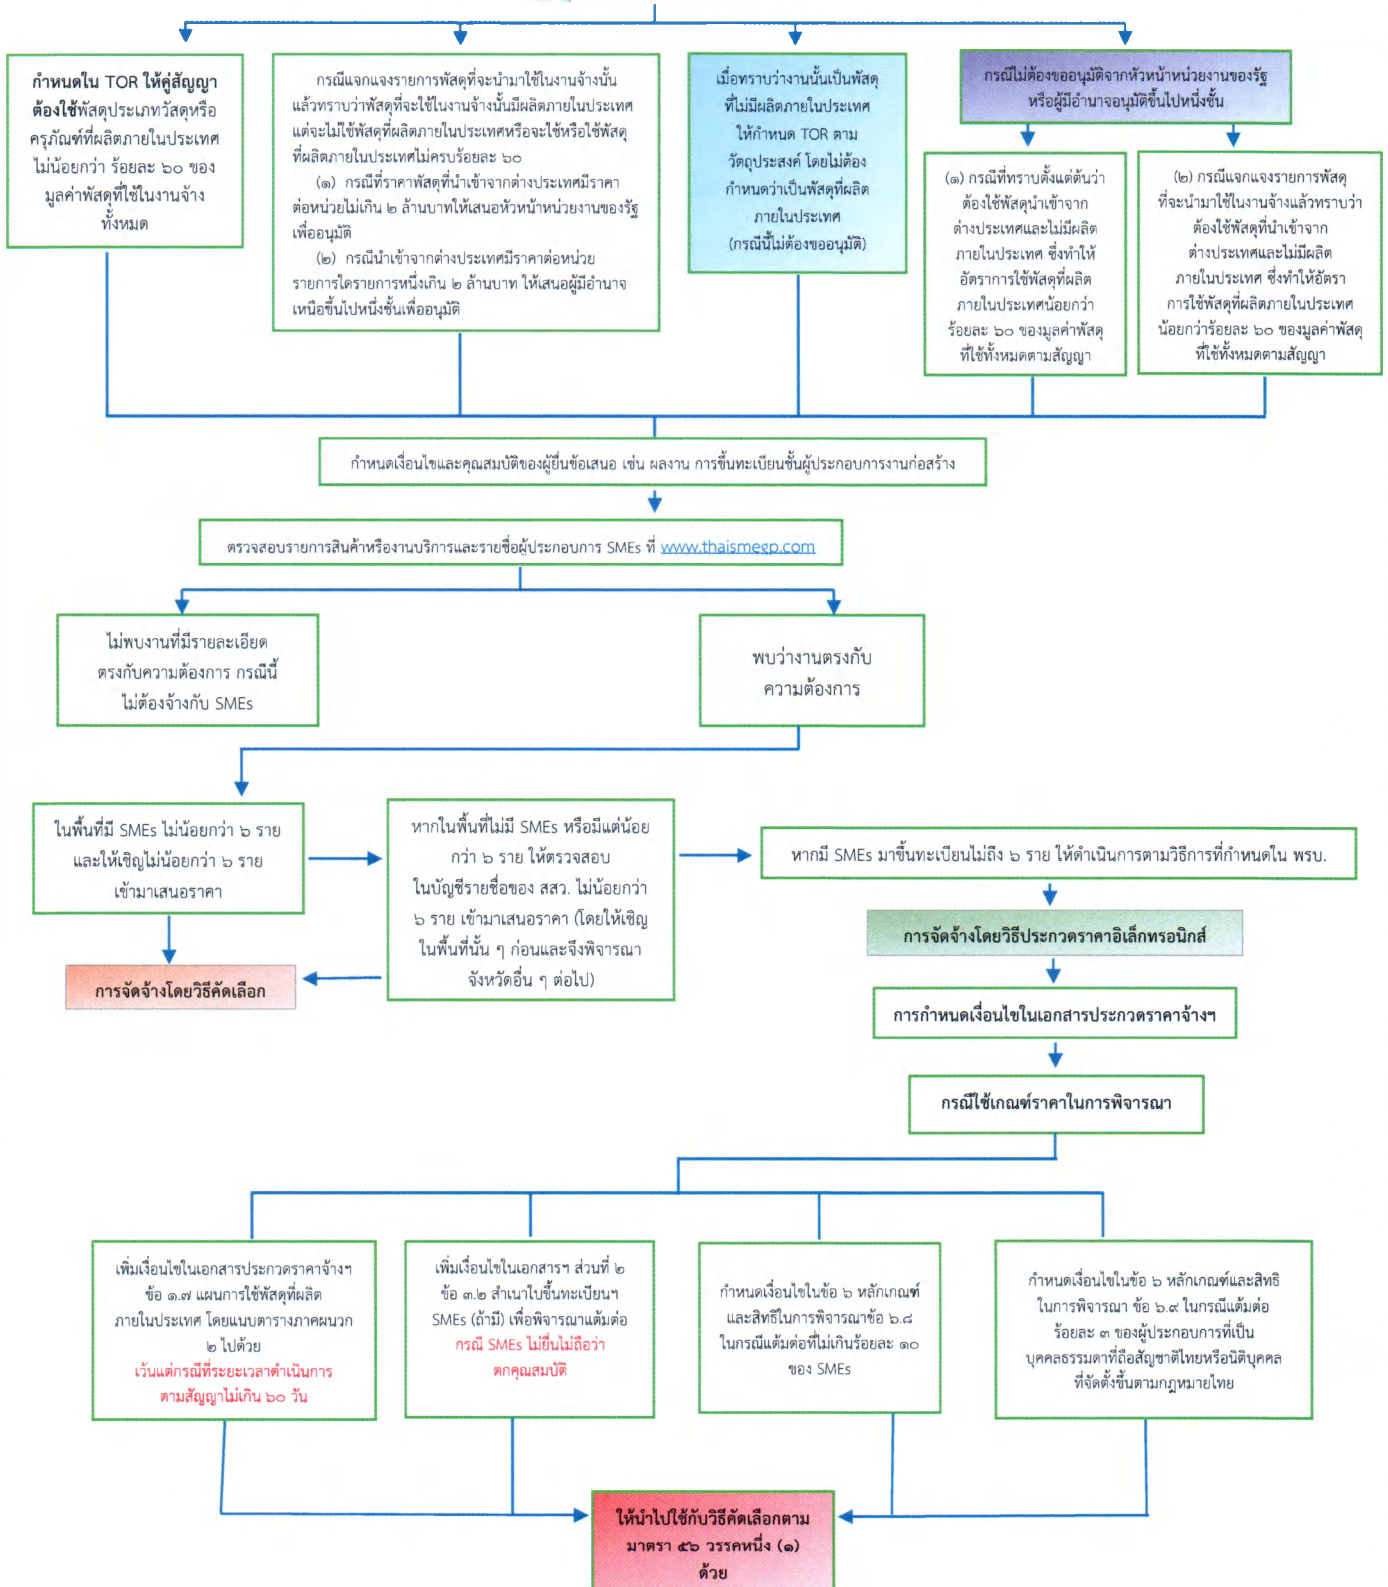 กำหนดใน TOR ให้คู่สัญญา
ต้องใช้พัสดุประเภทวัสดุหรือ
ครุภัณฑ์ที่ผลิตภายในประเทศ
ไม่น้อยกว่า ร้อยละ ๖๐ ของ
มูลค่าพัสดุที่ใช้ในงานจ้าง
ทั้งหมด
กรณีแจกแจงรายการพัสดุที่จะนำมาใช้ในงานจ้างนั้น
แล้วทราบว่าพัสดุที่จะใช้ในงานจ้างนั้นมีผลิตภายในประเทศ
แต่จะไม่ใช้พัสดุที่ผลิตภายในประเทศหรือจะใช้หรือใช้พัสดุ
ที่ผลิตภายในประเทศไม่ครบร้อยละ ๖๐
(๑) กรณีที่ราคาพัสดุที่นำเข้าจากต่างประเทศมีราคา
ต่อหน่วยไม่เกิน ๒ ล้านบาทให้เสนอหัวหน้าหน่วยงานของรัฐ
เพื่ออนุมัติ
(๒) กรณีนำเข้าจากต่างประเทศมีราคาต่อหน่วย
รายการใดรายการหนึ่งเกิน ๒ ล้านบาท ให้เสนอผู้มีอำนาจ
เหนือขึ้นไปหนึ่งชั้นเพื่ออนุมัติ
เมื่อทราบว่างานนั้นเป็นพัสดุ
ที่ไม่มีผลิตภายในประเทศ
ให้กำหนด TOR ตาม
วัตถุประสงค์ โดยไม่ต้อง
กำหนดว่าเป็นพัสดุที่ผลิต
ภายในประเทศ
(กรณีนี้ไม่ต้องขออนุมัติ)
กรณีไม่ต้องขออนุมัติจากหัวหน้าหน่วยงานของรัฐ
หรือผู้มีอำนาจอนุมัติขึ้นไปหนึ่งชั้น
(๑) กรณีที่ทราบตั้งแต่ต้นว่า
ต้องใช้พัสดุนำเข้าจาก
ต่างประเทศและไม่มีผลิต
ภายในประเทศ ซึ่งทำให้
อัตราการใช้พัสดุที่ผลิต
ภายในประเทศน้อยกว่า
ร้อยละ ๖๐ ของมูลค่าพัสดุ
ที่ใช้ทั้งหมดตามสัญญา
(๒) กรณีแจกแจงรายการพัสดุ
ที่จะนำมาใช้ในงานจ้างแล้วทราบว่า
ต้องใช้พัสดุที่นำเข้าจาก
ต่างประเทศและไม่มีผลิต
ภายในประเทศ ซึ่งทำให้อัตรา
การใช้พัสดุที่ผลิตภายในประเทศ
น้อยกว่าร้อยละ ๖๐ ของมูลค่าพัสดุ
ที่ใช้ทั้งหมดตามสัญญา
กำหนดเงื่อนไขและคุณสมบัติของผู้ยื่นข้อเสนอ เช่น ผลงาน การขึ้นทะเบียนชั้นผู้ประกอบการงานก่อสร้าง
ตรวจสอบรายการสินค้าหรืองานบริการและรายชื่อผู้ประกอบการ SMEs ที่ www.thaismegp.com
ไม่พบงานที่มีรายละเอียด
ตรงกับความต้องการ กรณีนี้
ไม่ต้องจ้างกับ SMEs
พบว่างานตรงกับ
ความต้องการ
ในพื้นที่มี SMEs ไม่น้อยกว่า ๖ ราย
และให้เชิญไม่น้อยกว่า ๖ ราย
เข้ามาเสนอราคา
หากในพื้นที่ไม่มี SMEs หรือมีแต่น้อย
กว่า ๖ ราย ให้ตรวจสอบ
ในบัญชีรายชื่อของ สสว. ไม่น้อยกว่า
๖ ราย เข้ามาเสนอราคา (โดยให้เชิญ
ในพื้นที่นั้น ๆ ก่อนและจึงพิจารณา
จังหวัดอื่น ๆ ต่อไป)
หากมี SMEs มาขึ้นทะเบียนไม่ถึง ๖ ราย ให้ดำเนินการตามวิธีการที่กำหนดใน พรบ.
การจัดจ้างโดยวิธีคัดเลือก
การจัดจ้างโดยวิธีประกวดราคาอิเล็กทรอนิกส์
การกำหนดเงื่อนไขในเอกสารประกวดราคาจ้างฯ
กรณีใช้เกณฑ์ราคาในการพิจารณา
เพิ่มเงื่อนไขในเอกสารประกวดราคาจ้างฯ
ข้อ ๑.๗ แผนการใช้พัสดุที่ผลิต
ภายในประเทศ โดยแนบตารางภาคผนวก
๒ ไปด้วย
เว้นแต่กรณีที่ระยะเวลาดำเนินการ
ตามสัญญาไม่เกิน ๖๐ วัน
เพิ่มเงื่อนไขในเอกสารฯ ส่วนที่ ๒
ข้อ ๓.๒ สำเนาใบขึ้นทะเบียนฯ
SMEs (ถ้ามี) เพื่อพิจารณาแต้มต่อ
กรณี SMEs ไม่ยื่นไม่ถือว่า
ตกคุณสมบัติ
กำหนดเงื่อนไขในข้อ ๖ หลักเกณฑ์
และสิทธิในการพิจารณาข้อ ๖.๘
ในกรณีแต้มต่อที่ไม่เกินร้อยละ ๑๐
ของ SMEs
กำหนดเงื่อนไขในข้อ ๖ หลักเกณฑ์และสิทธิ
ในการพิจารณา ข้อ ๖.๙ ในกรณีแต้มต่อ
ร้อยละ ๓ ของผู้ประกอบการที่เป็น
บุคคลธรรมดาที่ถือสัญชาติไทยหรือนิติบุคคล
ที่จัดตั้งขึ้นตามกฎหมายไทย
ให้นำไปใช้กับวิธีคัดเลือกตาม
มาตรา ๕๖ วรรคหนึ่ง (๑)
ด้วย